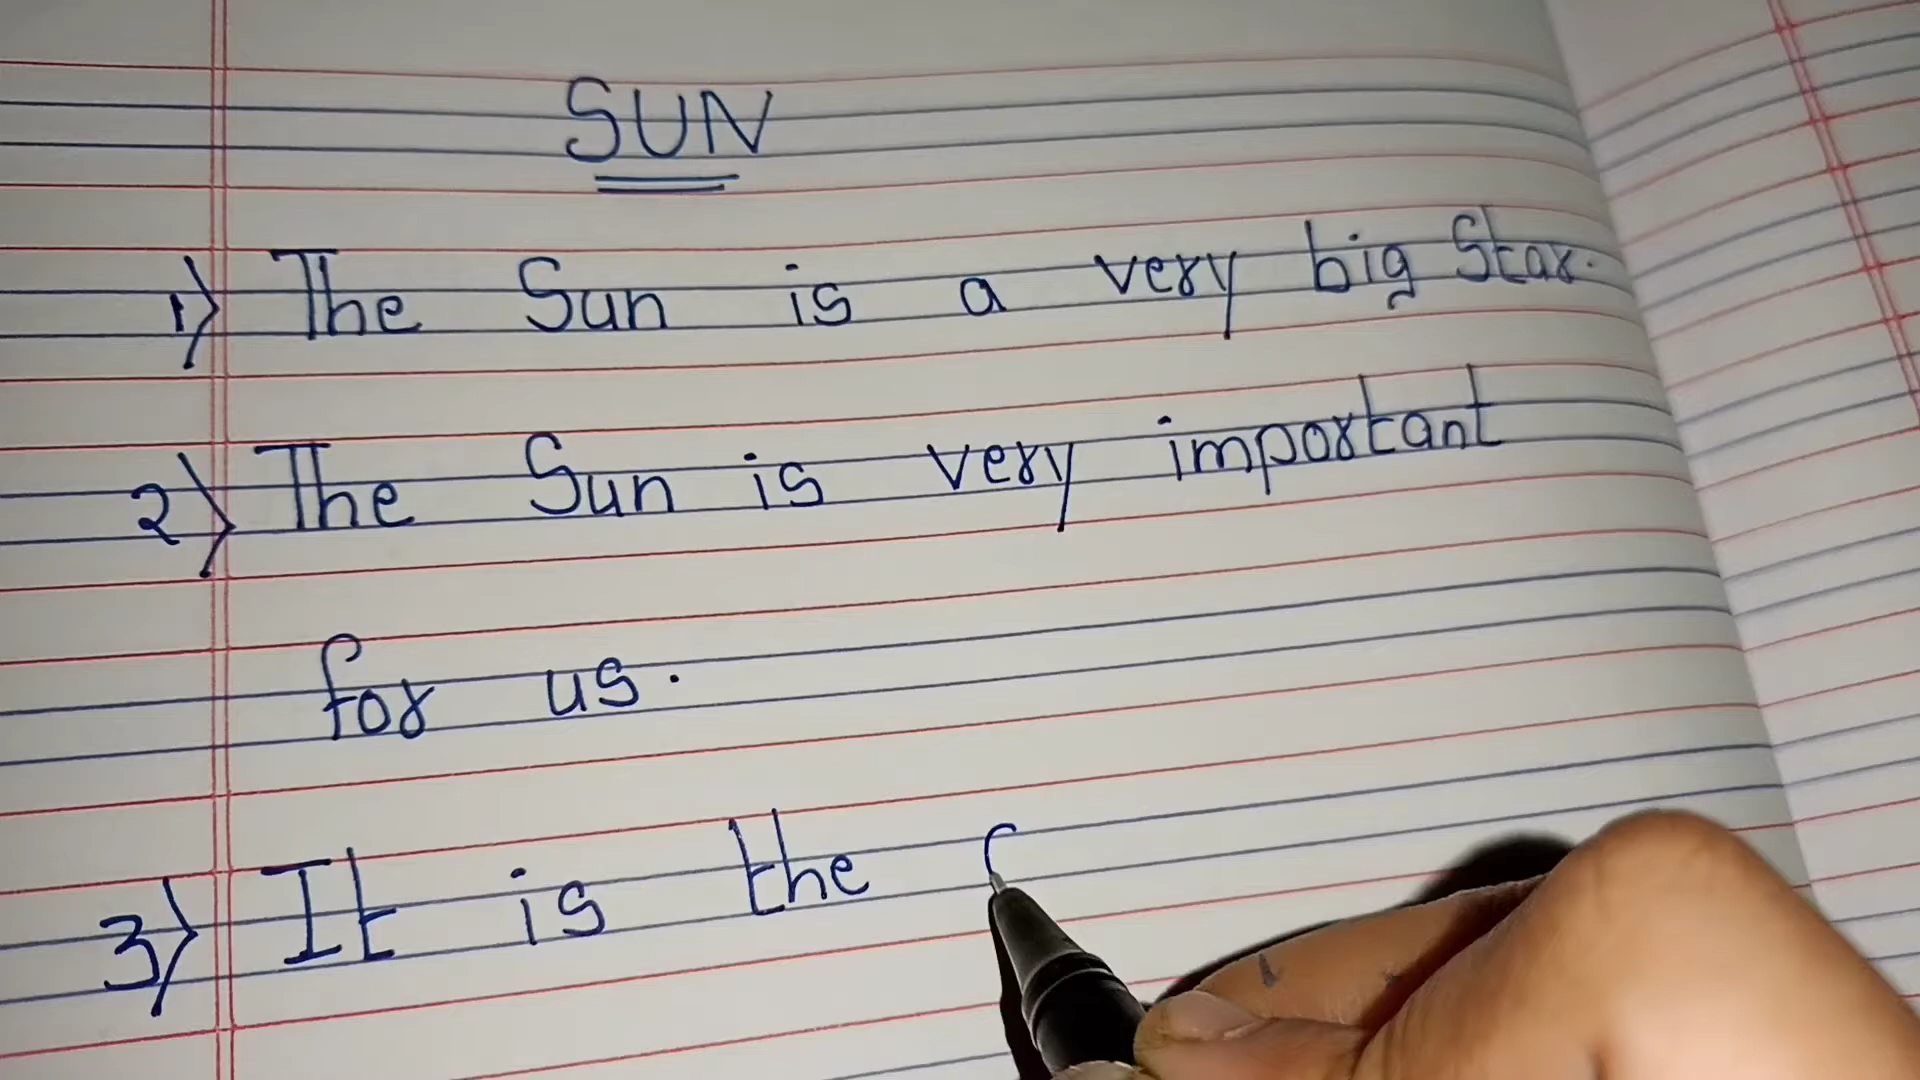 SUN
1) The Sun is a very big Star.
2) The Sun is very important
for us.
3) It is the